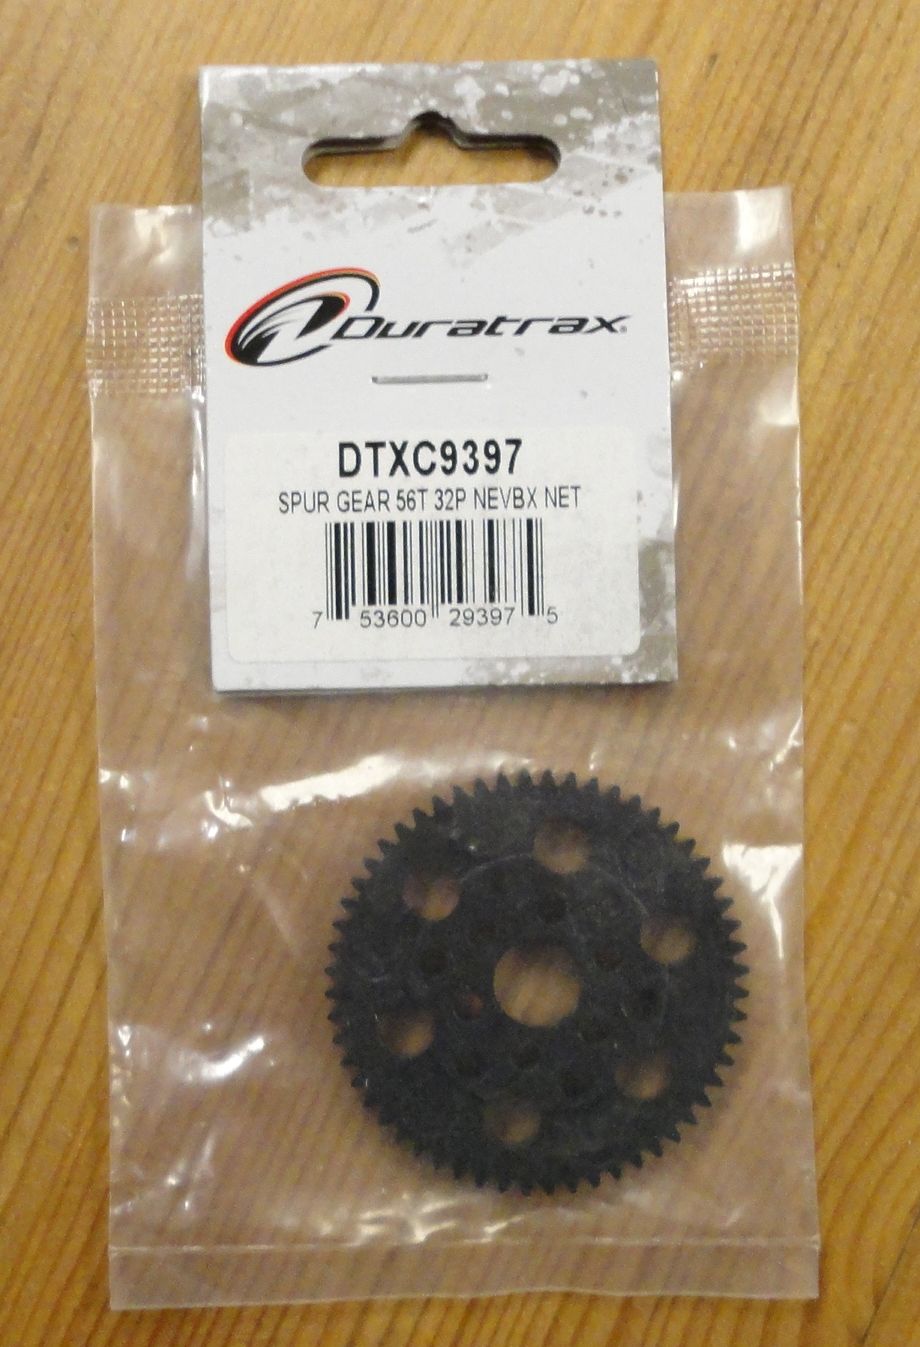 Duratrax®
DTXC9397
SPUR GEAR 56T 32P NEVBX NET
7 53600 29397 5